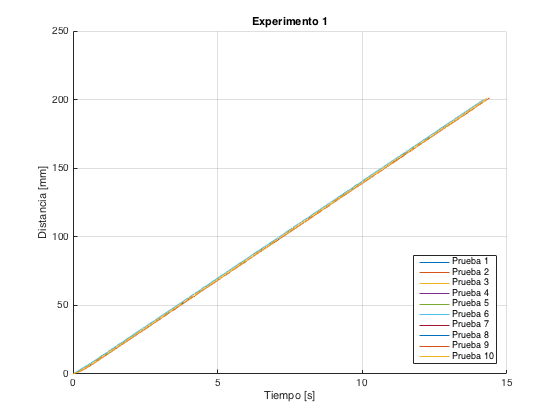 Experimento 1
250
200
150
100
50
0
0 5 10 15
Distancia [mm]
Tiempo [s]
Prueba 1
Prueba 2
Prueba 3
Prueba 4
Prueba 5
Prueba 6
Prueba 7
Prueba 8
Prueba 9
Prueba 10